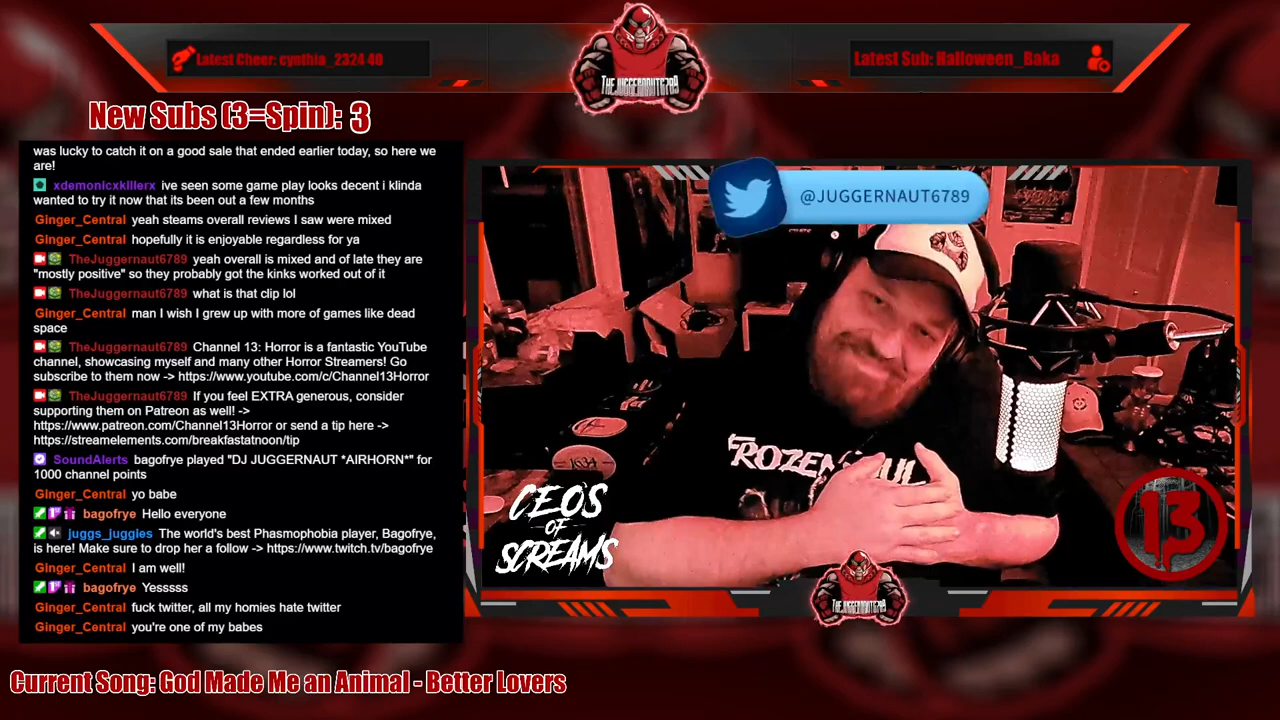 Latest Cheer: cynthia_2324 40
THEJUGGERNAUT6789
Latest Sub: Halloween_Baka
New Subs (3=Spin): 3
was lucky to catch it on a good sale that ended earlier today, so here we
are!
xdemonicxkillerx ive seen some game play looks decent i klinda
wanted to try it now that its been out a few months
Ginger_Central yeah steams overall reviews I saw were mixed
Ginger_Central hopefully it is enjoyable regardless for ya
TheJuggernaut6789 yeah overall is mixed and of late they are
"mostly positive" so they probably got the kinks worked out of it
TheJuggernaut6789 what is that clip lol
Ginger_Central man I wish I grew up with more of games like dead
space
TheJuggernaut6789 Channel 13: Horror is a fantastic YouTube
channel, showcasing myself and many other Horror Streamers! Go
subscribe to them now -> https://www.youtube.com/c/Channel13Horror
TheJuggernaut6789 If you feel EXTRA generous, consider
supporting them on Patreon as well! ->
https://www.patreon.com/Channel13Horror or send a tip here ->
https://streamelements.com/breakfastatnoon/tip
SoundAlerts bagofrye played "DJ JUGGERNAUT *AIRHORN*" for
1000 channel points
Ginger_Central yo babe
bagofrye Hello everyone
juggs_juggies The world's best Phasmophobia player, Bagofrye,
is here! Make sure to drop her a follow -> https://www.twitch.tv/bagofrye
Ginger_Central I am well!
bagofrye Yesssss
Ginger_Central fuck twitter, all my homies hate twitter
Ginger_Central you're one of my babes
@JUGGERNAUT6789
1634
CEO'S
OF
SCREAMS
13
THEJUGGERNAUT6789
Current Song: God Made Me an Animal - Better Lovers